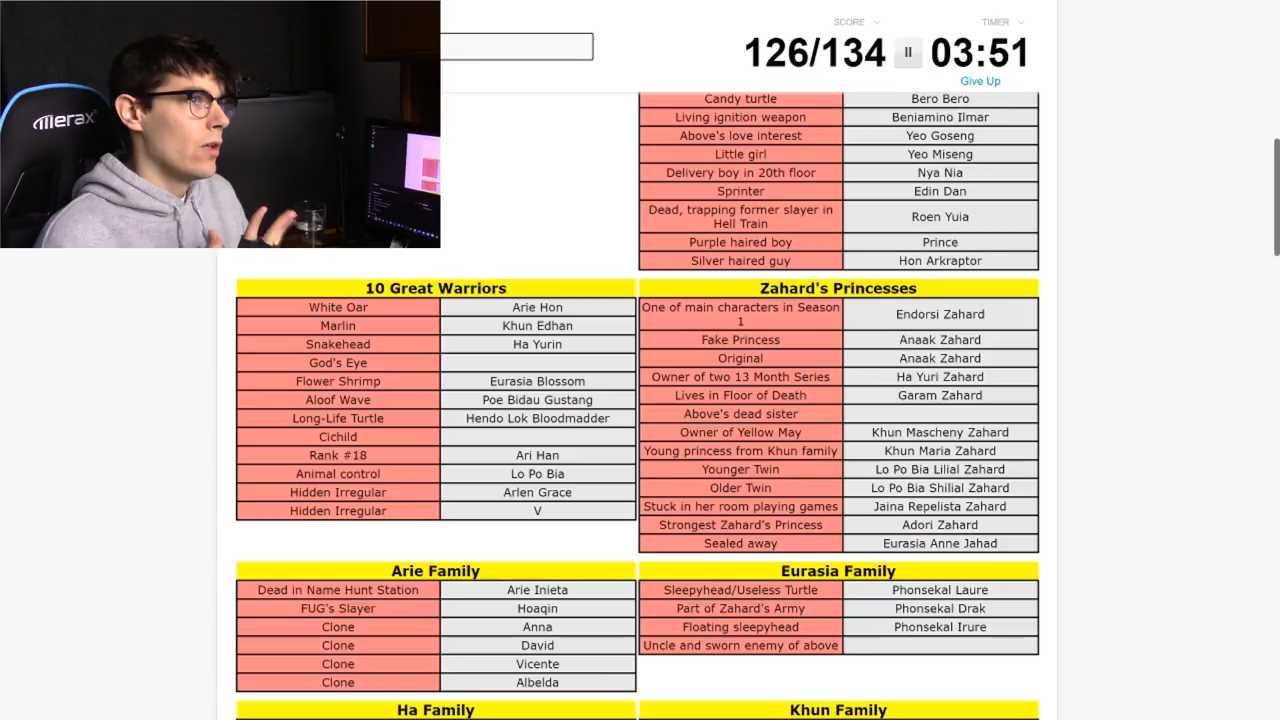 merax
SCORE
TIMER
126/134
03:51
Give Up
Candy turtle Bero Bero
Living ignition weapon Beniamino Ilmar
Above's love interest Yeo Goseng
Little girl Yeo Miseng
Delivery boy in 20th floor Nya Nia
Sprinter Edin Dan
Dead, trapping former slayer in
Hell Train
Roen Yuia
Purple haired boy Prince
Silver haired guy Hon Arkraptor
10 Great Warriors
White Oar Arie Hon
Marlin Khun Edhan
Snakehead Ha Yurin
God's Eye
Flower Shrimp Eurasia Blossom
Aloof Wave Poe Bidau Gustang
Long-Life Turtle Hendo Lok Bloodmadder
Cichild
Rank #18 Ari Han
Animal control Lo Po Bia
Hidden Irregular Arlen Grace
Hidden Irregular V
Zahard's Princesses
One of main characters in Season
1
Endorsi Zahard
Fake Princess Anaak Zahard
Original Anaak Zahard
Owner of two 13 Month Series Ha Yuri Zahard
Lives in Floor of Death Garam Zahard
Above's dead sister
Owner of Yellow May Khun Mascheny Zahard
Young princess from Khun family Khun Maria Zahard
Younger Twin Lo Po Bia Lilial Zahard
Older Twin Lo Po Bia Shilial Zahard
Stuck in her room playing games Jaina Repelista Zahard
Strongest Zahard's Princess Adori Zahard
Sealed away Eurasia Anne Jahad
Arie Family
Dead in Name Hunt Station Arie Inieta
FUG's Slayer Hoaqin
Clone Anna
Clone David
Clone Vicente
Clone Albelda
Eurasia Family
Sleepyhead/Useless Turtle Phonsekal Laure
Part of Zahard's Army Phonsekal Drak
Floating sleepyhead Phonsekal Irure
Uncle and sworn enemy of above
Ha Family
Khun Family